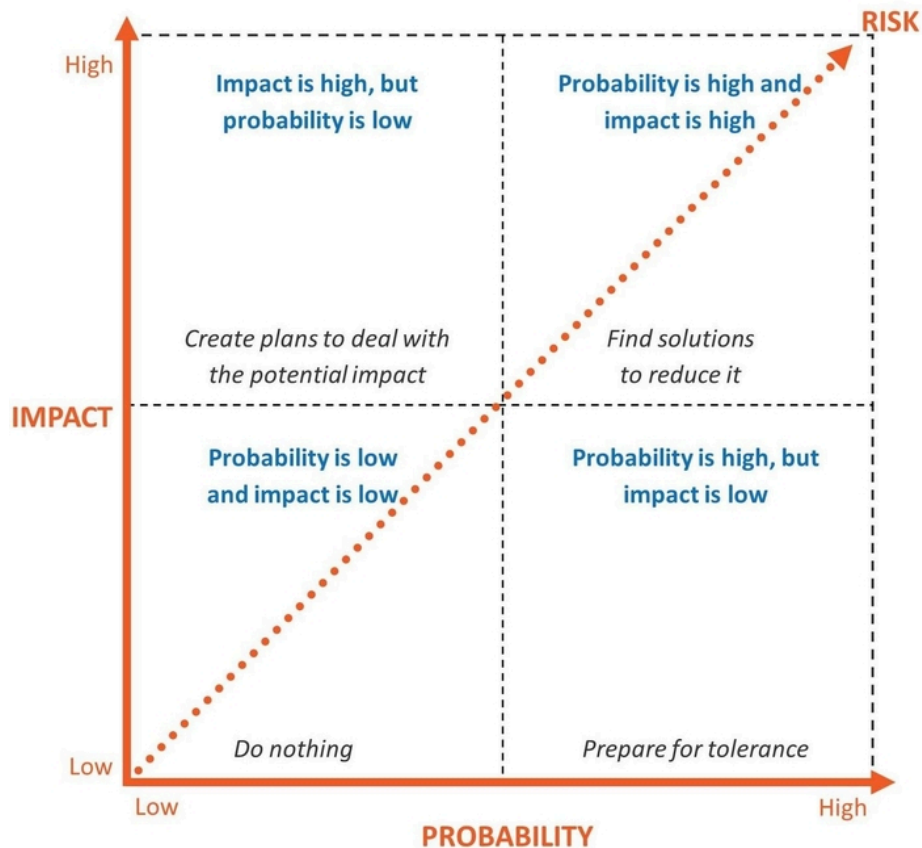 RISK
High
Impact is high, but
probability is low
Probability is high and
impact is high
Create plans to deal with
the potential impact
Find solutions
to reduce it
IMPACT
Probability is low
and impact is low
Probability is high, but
impact is low
Do nothing
Prepare for tolerance
Low
Low
High
PROBABILITY